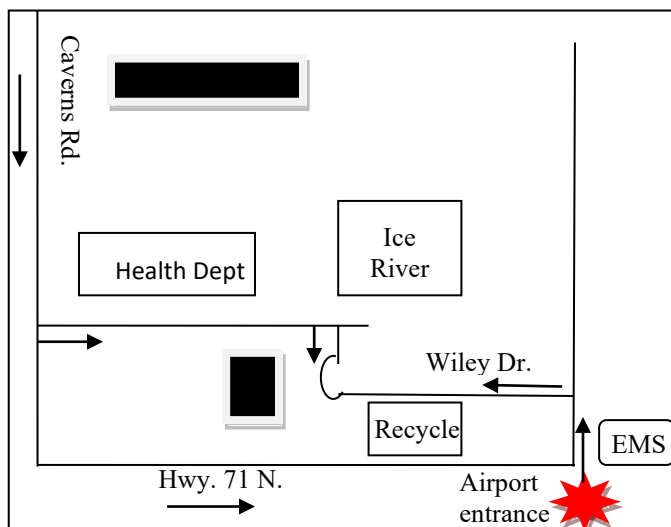 Caverns Rd.
Ice
River
Health Dept
Wiley Dr.
Recycle
EMS
Hwy. 71 N.
Airport
entrance